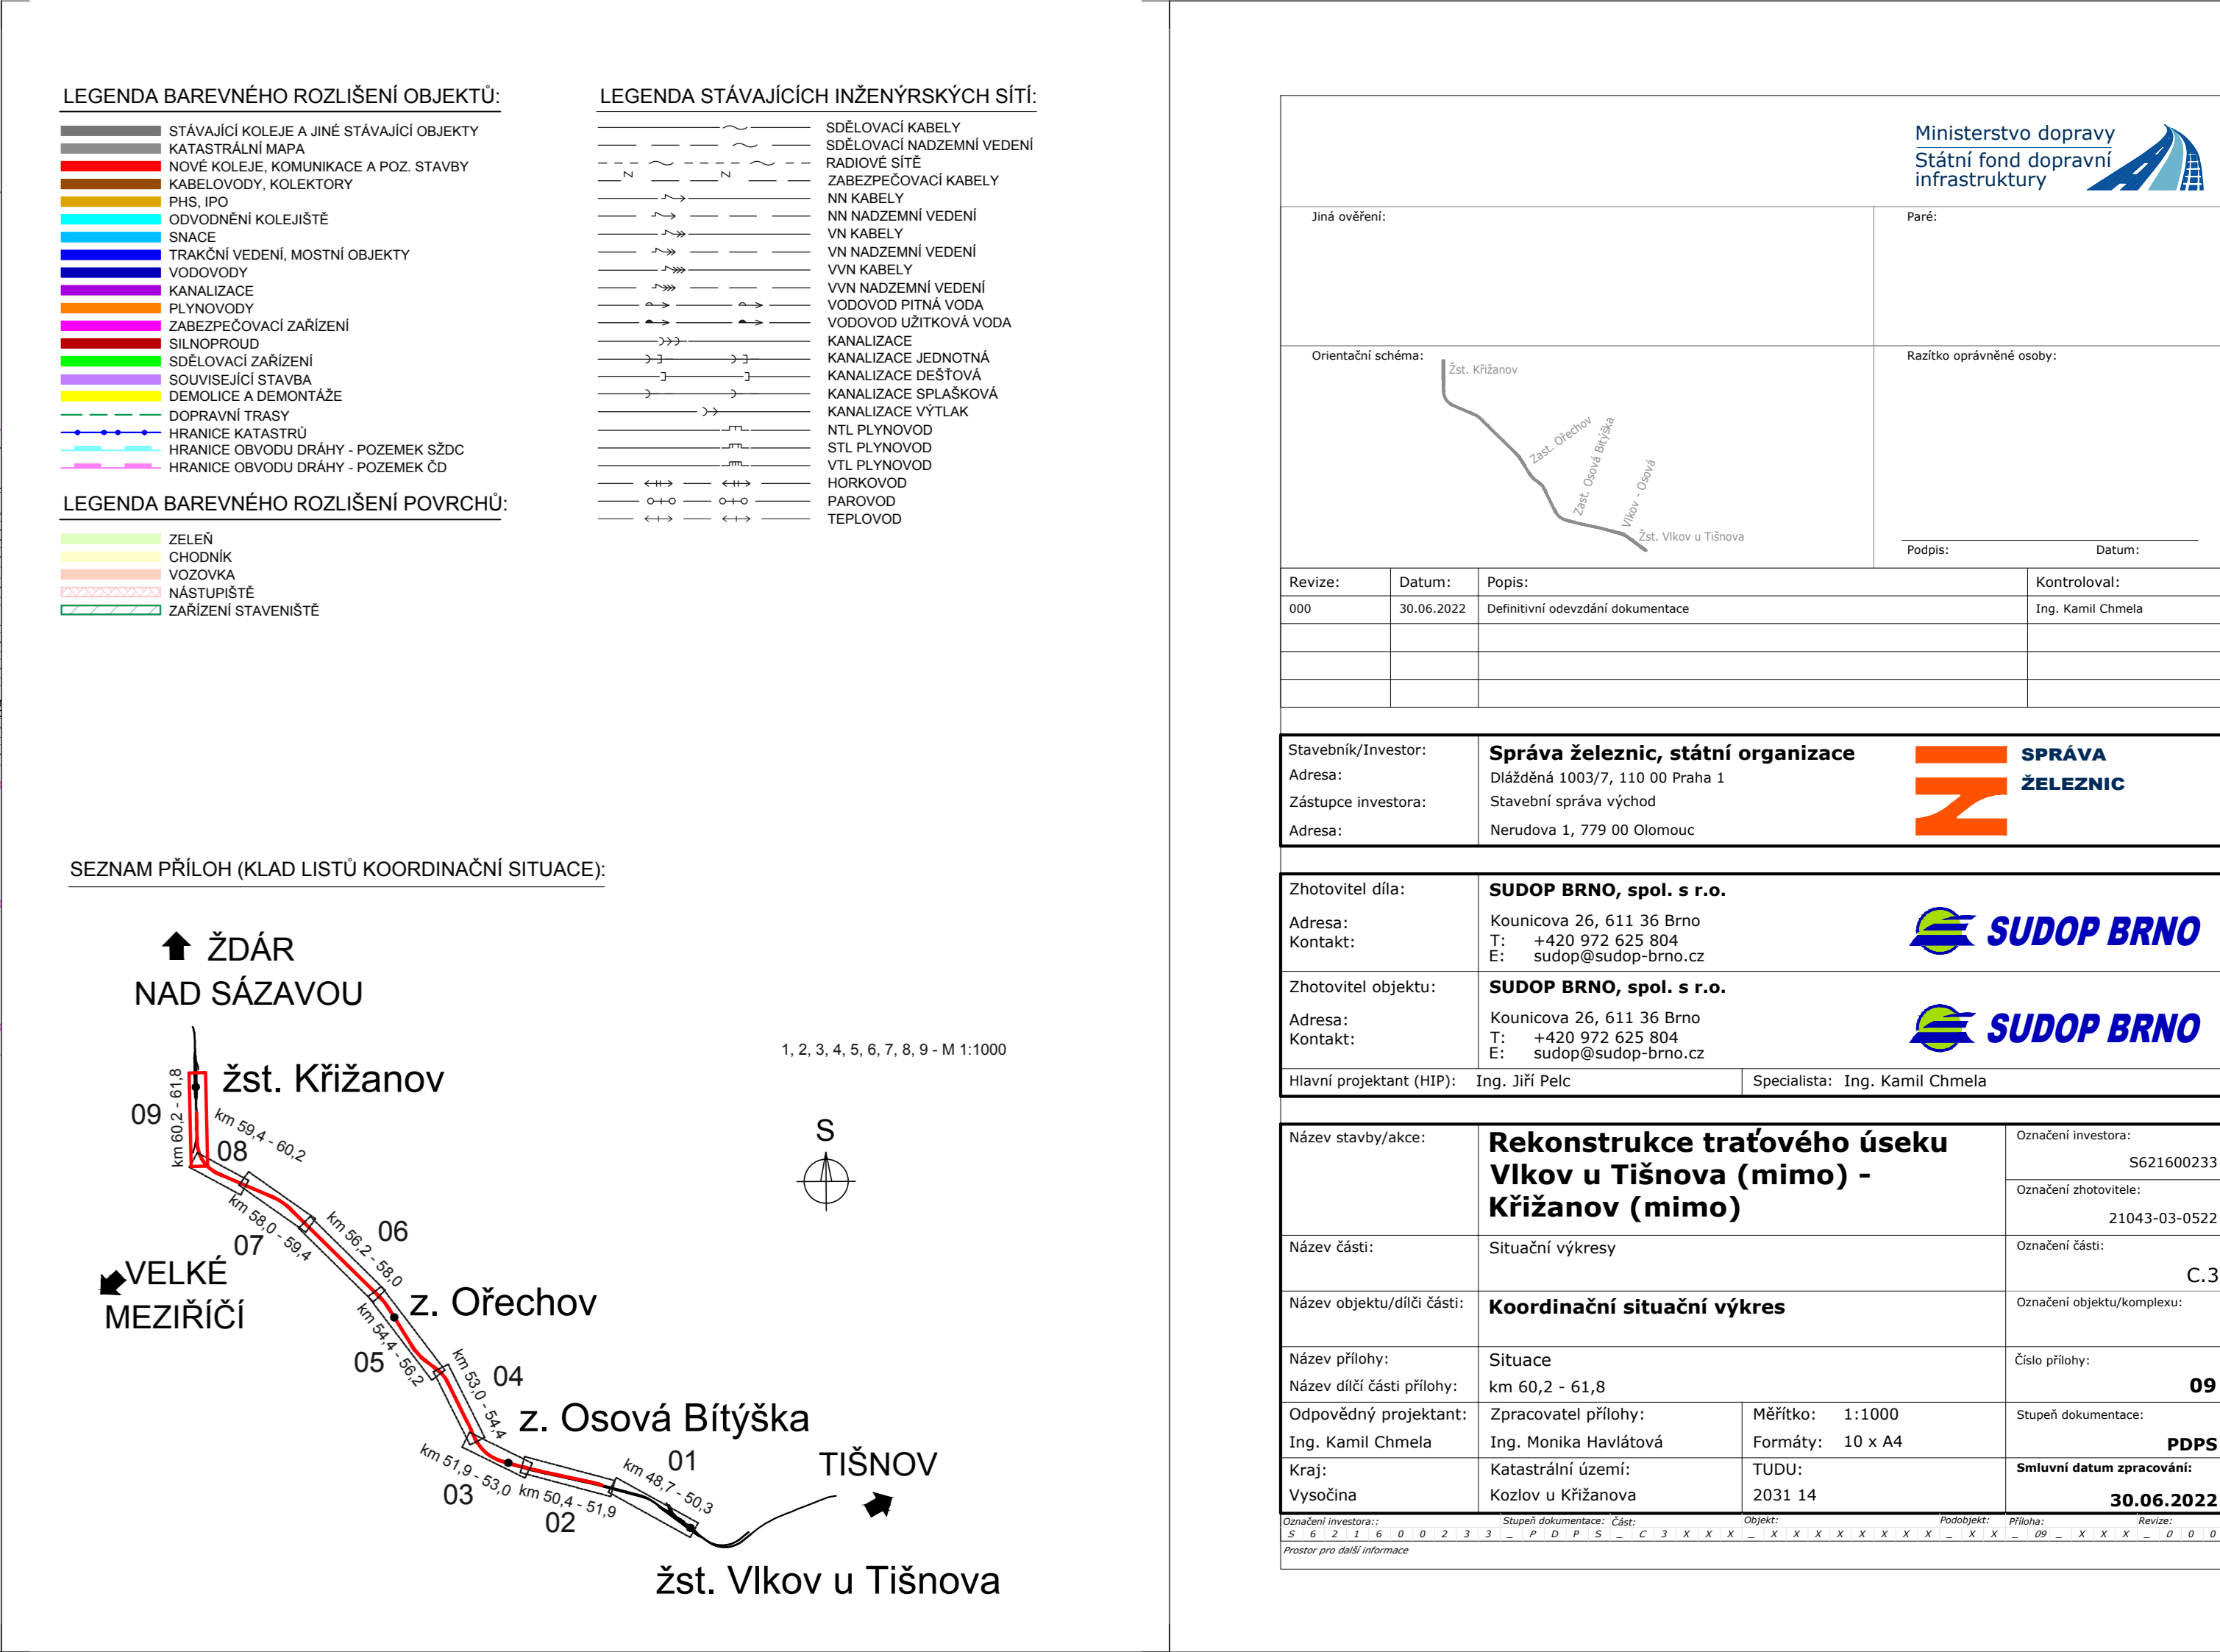 LEGENDA BAREVNÉHO ROZLIŠENÍ OBJEKTŮ:
STÁVAJÍCÍ KOLEJE A JINÉ STÁVAJÍCÍ OBJEKTY
KATASTRÁLNÍ MAPA
NOVÉ KOLEJE, KOMUNIKACE A POZ. STAVBY
KABELOVODY, KOLEKTORY
PHS, IPO
ODVODNĚNÍ KOLEJIŠTĚ
SNACE
TRAKČNÍ VEDENÍ, MOSTNÍ OBJEKTY
VODOVODY
KANALIZACE
PLYNOVODY
ZABEZPEČOVACÍ ZAŘÍZENÍ
SILNOPROUD
SDĚLOVACÍ ZAŘÍZENÍ
SOUVISEJÍCÍ STAVBA
DEMOLICE A DEMONTÁŽE
DOPRAVNÍ TRASY
HRANICE KATASTRŮ
HRANICE OBVODU DRÁHY - POZEMEK SŽDC
HRANICE OBVODU DRÁHY - POZEMEK ČD
LEGENDA BAREVNÉHO ROZLIŠENÍ POVRCHŮ:
ZELEŇ
CHODNÍK
VOZOVKA
NÁSTUPIŠTĚ
ZAŘÍZENÍ STAVENIŠTĚ
LEGENDA STÁVAJÍCÍCH INŽENÝRSKÝCH SÍTÍ:
SDĚLOVACÍ KABELY
SDĚLOVACÍ NADZEMNÍ VEDENÍ
RADIOVÉ SÍTĚ
N N ZABEZPEČOVACÍ KABELY
NN KABELY
NN NADZEMNÍ VEDENÍ
VN KABELY
VN NADZEMNÍ VEDENÍ
VVN KABELY
VVN NADZEMNÍ VEDENÍ
VODOVOD PITNÁ VODA
VODOVOD UŽITKOVÁ VODA
KANALIZACE
KANALIZACE JEDNOTNÁ
KANALIZACE DEŠŤOVÁ
KANALIZACE SPLAŠKOVÁ
KANALIZACE VÝTLAK
NTL PLYNOVOD
STL PLYNOVOD
VTL PLYNOVOD
HORKOVOD
PAROVOD
TEPLOVOD
SEZNAM PŘÍLOH (KLAD LISTŮ KOORDINAČNÍ SITUACE):
ŽDÁR
NAD SÁZAVOU
1, 2, 3, 4, 5, 6, 7, 8, 9 - M 1:1000
žst. Křižanov
09
km 60,2 - 61,8
km 59,4 - 60,2
08
S
km 58,0 - 59,4
07
km 56,2 - 58,0
06
VELKÉ
MEZIŘÍČÍ
z. Ořechov
km 54,4 - 56,2
05
km 53,0 - 54,4
04
z. Osová Bítýška
km 51,9 - 53,0
03
km 50,4 - 51,9
02
km 48,7 - 50,3
01
TIŠNOV
žst. Vlkov u Tišnova
Ministerstvo dopravy
Státní fond dopravní
infrastruktury
Jiná ověření:
Paré:
Orientační schéma:
Žst. Křižanov
Zast. Ořechov
Zast. Osová Bítýška
Vlkov - Osová
Žst. Vlkov u Tišnova
Razítko oprávněné osoby:
Podpis: Datum:
Revize: Datum: Popis: Kontroloval:
000 30.06.2022 Definitivní odevzdání dokumentace Ing. Kamil Chmela
Stavebník/Investor: Správa železnic, státní organizace
Adresa: Dlážděná 1003/7, 110 00 Praha 1
Zástupce investora: Stavební správa východ
Adresa: Nerudova 1, 779 00 Olomouc
SPRÁVA
ŽELEZNIC
Zhotovitel díla: SUDOP BRNO, spol. s r.o.
Adresa: Kounicova 26, 611 36 Brno
Kontakt: T: +420 972 625 804
E: sudop@sudop-brno.cz
SUDOP BRNO
Zhotovitel objektu: SUDOP BRNO, spol. s r.o.
Adresa: Kounicova 26, 611 36 Brno
Kontakt: T: +420 972 625 804
E: sudop@sudop-brno.cz
SUDOP BRNO
Hlavní projektant (HIP): Ing. Jiří Pelc Specialista: Ing. Kamil Chmela
Název stavby/akce: Rekonstrukce traťového úseku
Vlkov u Tišnova (mimo) -
Křižanov (mimo)
Označení investora:
S621600233
Označení zhotovitele:
21043-03-0522
Název části: Situační výkresy
Označení části:
C.3
Název objektu/dílči části: Koordinační situační výkres
Označení objektu/komplexu:
Název přílohy: Situace
Název dílčí části přílohy: km 60,2 - 61,8
Číslo přílohy:
09
Odpovědný projektant: Zpracovatel přílohy: Měřítko: 1:1000
Ing. Kamil Chmela Ing. Monika Havlátová Formáty: 10 x A4
Stupeň dokumentace:
PDPS
Kraj: Katastrální území: TUDU:
Vysočina Kozlov u Křižanova 2031 14
Smluvní datum zpracování:
30.06.2022
Označení investora:: Stupeň dokumentace: Část: Objekt: Podobjekt: Příloha: Revize:
S 6 2 1 6 0 0 2 3 3 _ P D P S _ C 3 X X X _ X X X X X X X X _ X X _ 09 _ X X X _ 0 0 0
Prostor pro další informace